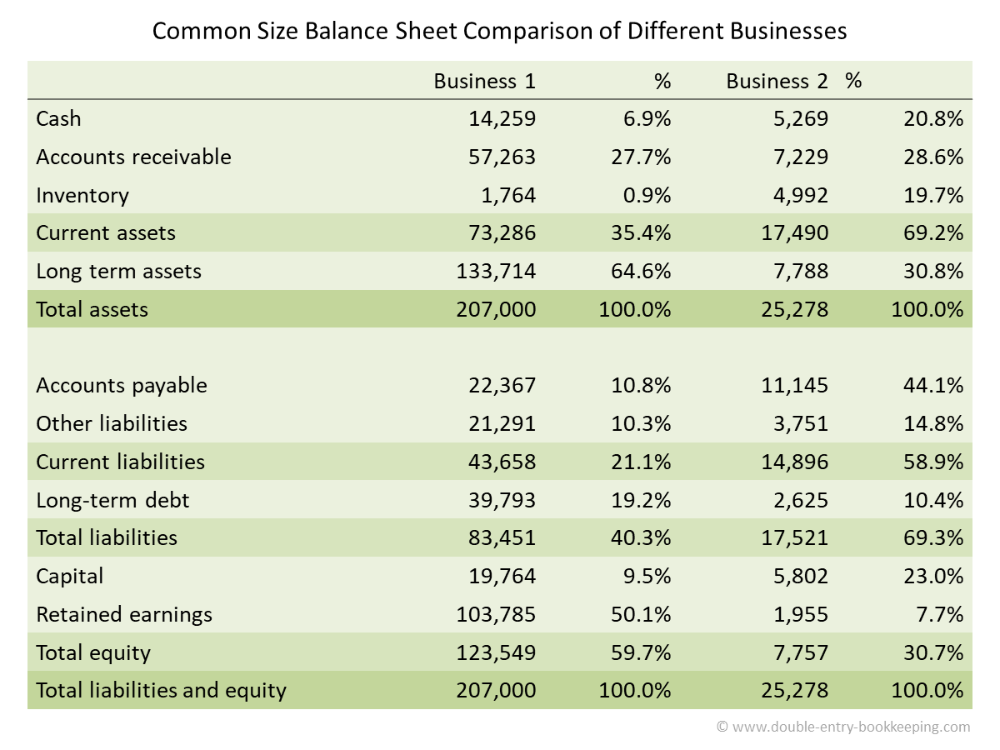 Common Size Balance Sheet Comparison of Different Businesses
Business 1 % Business 2 %
Cash 14,259 6.9% 5,269 20.8%
Accounts receivable 57,263 27.7% 7,229 28.6%
Inventory 1,764 0.9% 4,992 19.7%
Current assets 73,286 35.4% 17,490 69.2%
Long term assets 133,714 64.6% 7,788 30.8%
Total assets 207,000 100.0% 25,278 100.0%
Accounts payable 22,367 10.8% 11,145 44.1%
Other liabilities 21,291 10.3% 3,751 14.8%
Current liabilities 43,658 21.1% 14,896 58.9%
Long-term debt 39,793 19.2% 2,625 10.4%
Total liabilities 83,451 40.3% 17,521 69.3%
Capital 19,764 9.5% 5,802 23.0%
Retained earnings 103,785 50.1% 1,955 7.7%
Total equity 123,549 59.7% 7,757 30.7%
Total liabilities and equity 207,000 100.0% 25,278 100.0%
© www.double-entry-bookkeeping.com